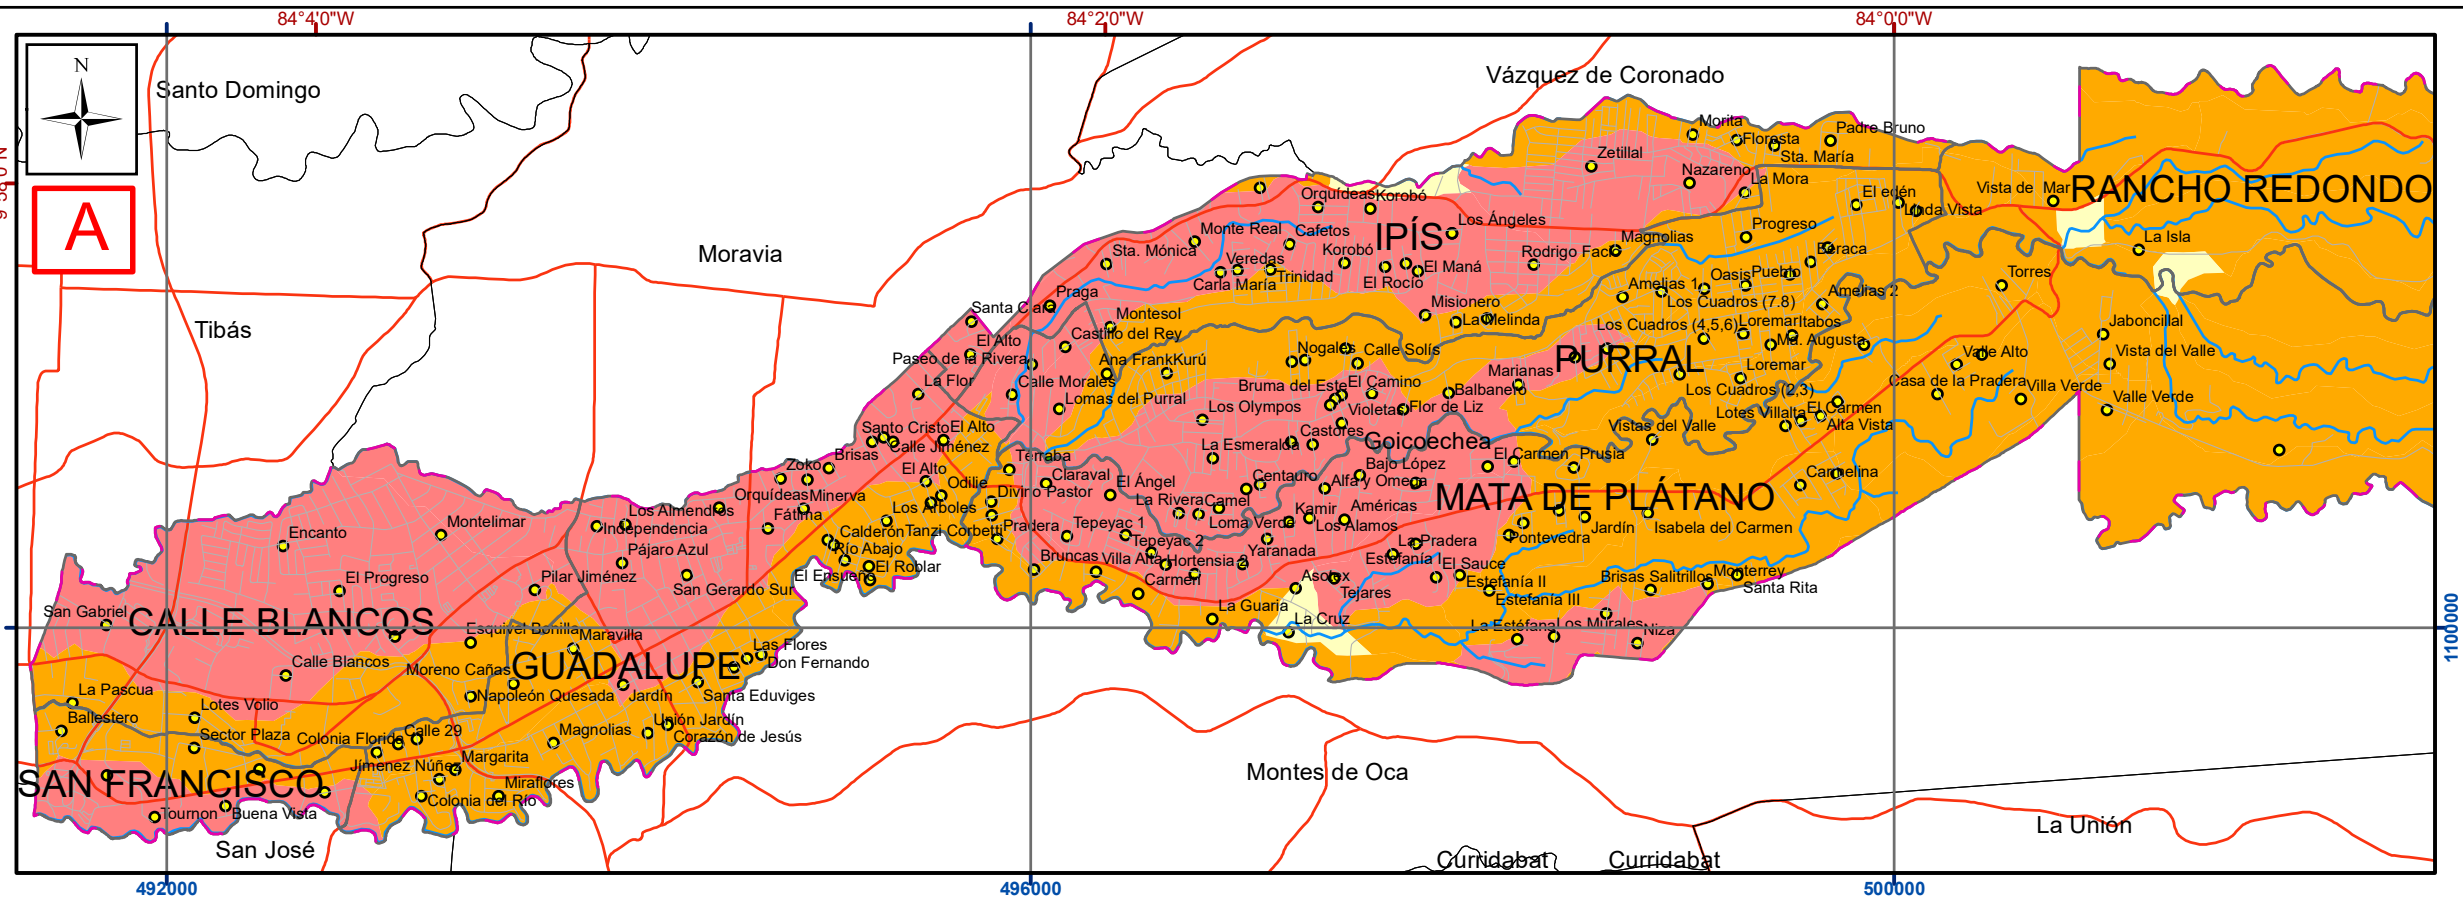 84°4'0"W
84°2'0"W
84°0'0"W
N
A
Santo Domingo
Vázquez de Coronado
Moravia
Tibás
RANCHO REDONDO
IPÍS
PURRAL
MATA DE PLÁTANO
Goicoechea
CALLE BLANCOS
GUADALUPE
SAN FRANCISCO
Montes de Oca
San José
Curridabat
Curridabat
La Unión
Morita
Floresta
Padre Bruno
Sta. María
Zetillal
Nazareno
La Mora
El edén
Linda Vista
Vista de Mar
La Isla
Orquídeas
Korobó
Los Ángeles
Monte Real
Cafetos
Korobó
Sta. Mónica
Veredas
Trinidad
Carla María
El Maná
El Rocío
Rodrigo Facio
Magnolias
Progreso
Beraca
Oasis
Pueblo
Amelias 1
Los Cuadros (7.8)
Amelias 2
Torres
Praga
Santa Clara
Montesol
Misionero
La Melinda
Castillo del Rey
Los Cuadros (4,5,6)
Loremar
Itabos
Ma. Augusta
Jaboncillal
El Alto
Paseo de la Rivera
Ana Frank
Kurú
Nogales
Calle Solís
Loremar
Valle Alto
Vista del Valle
La Flor
Calle Morales
Bruma del Este
El Camino
Marianas
Balbanero
Los Cuadros (2,3)
Casa de la Pradera
Villa Verde
Valle Verde
Lomas del Purral
Los Olympos
Violetas
Flor de Liz
Lotes Villalta
El Carmen
Alta Vista
Vistas del Valle
Santo Cristo
El Alto
Calle Jiménez
Castores
La Esmeralda
Brisas
Zoko
Térraba
El Carmen
Prusia
Bajo López
Carmelina
El Alto
Odilie
Claraval
El Ángel
Centauro
Alfa y Omega
Orquídeas
Minerva
Divino Pastor
La Rivera
Camel
Los Almendros
Fátima
Los Árboles
Kamir
Américas
Encanto
Montelimar
Independencia
Calderón
Tanzi Corbetti
Pradera
Tepeyac 1
Loma Verde
Los Alamos
Jardín
Isabela del Carmen
Pájaro Azul
Río Abajo
Tepeyac 2
Yaranada
La Pradera
Pontevedra
El Progreso
Pilar Jiménez
El Ensueño
El Roblar
Bruncas
Villa Alta
Hortensia 2
Carmen
Estefanía I
El Sauce
San Gerardo Sur
Asotex
Tejares
Estefanía II
Estefanía III
Brisas Salitrillos
Monterrey
Santa Rita
San Gabriel
La Guaria
La Cruz
La Estéfana
Los Murales
Niza
Esquivel Bonilla
Maravilla
Las Flores
Don Fernando
Calle Blancos
Moreno Cañas
La Pascua
Napoleón Quesada
Jardín
Santa Eduviges
Ballestero
Lotes Volio
Unión Jardín
Corazón de Jesús
Sector Plaza
Colonia Florida
Calle 29
Magnolias
Jímenez Núñez
Margarita
Miraflores
Colonia del Río
Tournon
Buena Vista
1100000
492000
496000
500000